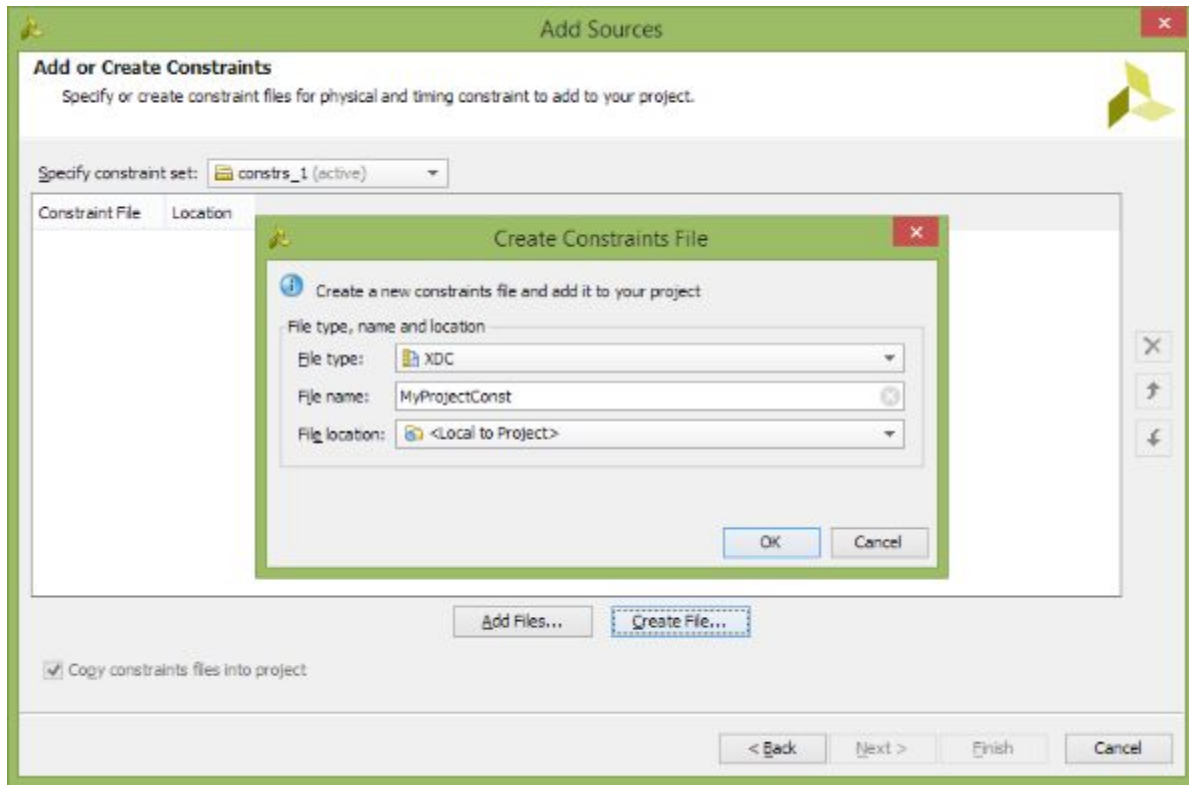 Add Sources
Add or Create Constraints
Specify or create constraint files for physical and timing constraint to add to your project.
Specify constraint set: constrs_1 (active)
Constraint File Location
Create Constraints File
Create a new constraints file and add it to your project
File type, name and location
File type: XDC
File name: MyProjectConst
File location: <Local to Project>
OK Cancel
Add Files... Create File...
Copy constraints files into project
< Back Next > Finish Cancel